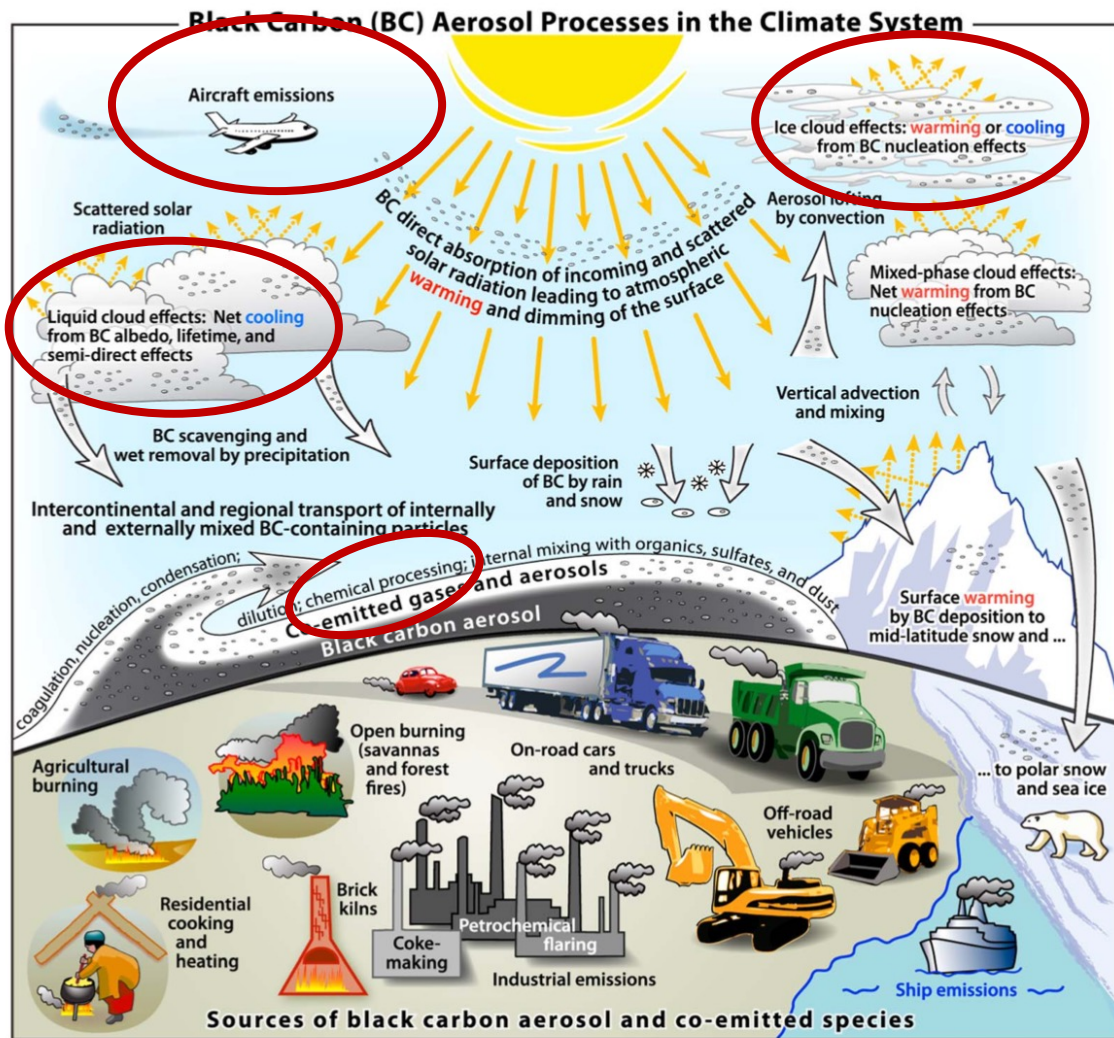 Black Carbon (BC) Aerosol Processes in the Climate System
Aircraft emissions
Ice cloud effects: warming or cooling
from BC nucleation effects
Scattered solar
radiation
BC direct absorption of incoming and scattered
solar radiation leading to atmospheric
warming and dimming of the surface
Aerosol lofting
by convection
Liquid cloud effects: Net cooling
from BC albedo, lifetime, and
semi-direct effects
Mixed-phase cloud effects:
Net warming from BC
nucleation effects
Vertical advection
and mixing
BC scavenging and
wet removal by precipitation
Surface deposition
of BC by rain
and snow
Intercontinental and regional transport of internally
and externally mixed BC-containing particles
coagulation, nucleation, condensation;
dilution; chemical processing; internal mixing with organics, sulfates, and dust
Co-emitted gases and aerosols
Black carbon aerosol
Surface warming
by BC deposition to
mid-latitude snow and ...
... to polar snow
and sea ice
Agricultural
burning
Open burning
(savannas
and forest
fires)
On-road cars
and trucks
Off-road
vehicles
Residential
cooking
and
heating
Brick
kilns
Coke-
making
Petrochemical
flaring
Industrial emissions
Ship emissions
Sources of black carbon aerosol and co-emitted species